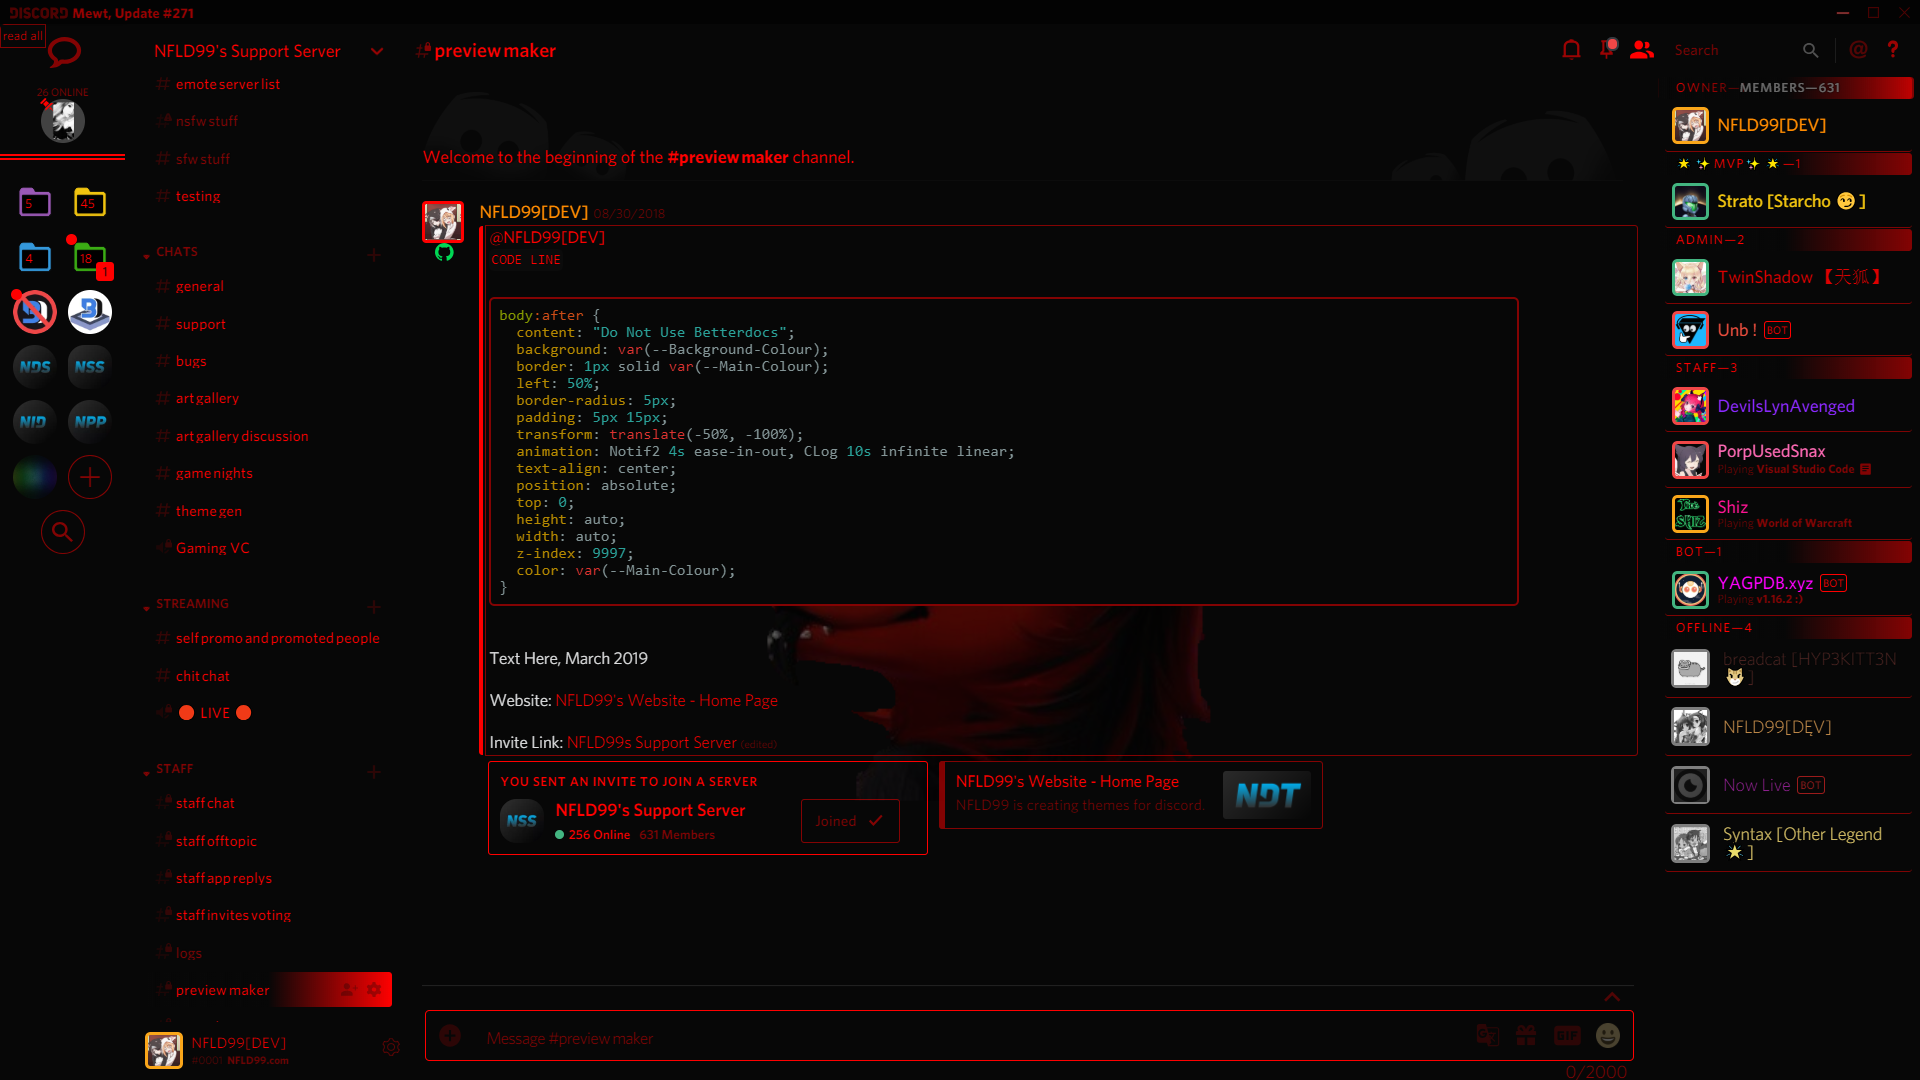 DISCORD Mewt, Update #271
read all
26 ONLINE
5
45
4
18
1
NDS
NSS
NID
NPP
NFLD99's Support Server
emote server list
nsfw stuff
sfw stuff
testing
CHATS
general
support
bugs
art gallery
art gallery discussion
game nights
theme gen
Gaming VC
STREAMING
self promo and promoted people
chit chat
🔴 LIVE 🔴
STAFF
staff chat
staff offtopic
staff app replys
staff invites voting
logs
preview maker
NFLD99[DEV]
#0001 NFLD99.com
#preview maker
Search
Welcome to the beginning of the #preview maker channel.
NFLD99[DEV] 08/30/2018
@NFLD99[DEV]
CODE LINE
body:after {
content: "Do Not Use Betterdocs";
background: var(--Background-Colour);
border: 1px solid var(--Main-Colour);
left: 50%;
border-radius: 5px;
padding: 5px 15px;
transform: translate(-50%, -100%);
animation: Notif2 4s ease-in-out, CLog 10s infinite linear;
text-align: center;
position: absolute;
top: 0;
height: auto;
width: auto;
z-index: 9997;
color: var(--Main-Colour);
}
Text Here, March 2019
Website: NFLD99's Website - Home Page
Invite Link: NFLD99s Support Server (edited)
YOU SENT AN INVITE TO JOIN A SERVER
NSS
NFLD99's Support Server
256 Online 631 Members
Joined
NFLD99's Website - Home Page
NFLD99 is creating themes for discord.
NDT
Message #preview maker
GIF
0/2000
OWNER—MEMBERS—631
NFLD99[DEV]
🌟 ✨ MVP ✨ 🌟 —1
Strato [Starcho 😏 ]
ADMIN—2
TwinShadow 【天狐】
Unb ! BOT
STAFF—3
DevilsLynAvenged
PorpUsedSnax
Playing Visual Studio Code
The SHIZ
Shiz
Playing World of Warcraft
BOT—1
YAGPDB.xyz BOT
Playing v1.16.2 :)
OFFLINE—4
breadcat [HYP3KITT3N
🐱 ]
NFLD99[DĘV]
Now Live BOT
Syntax [Other Legend
🌟 ]